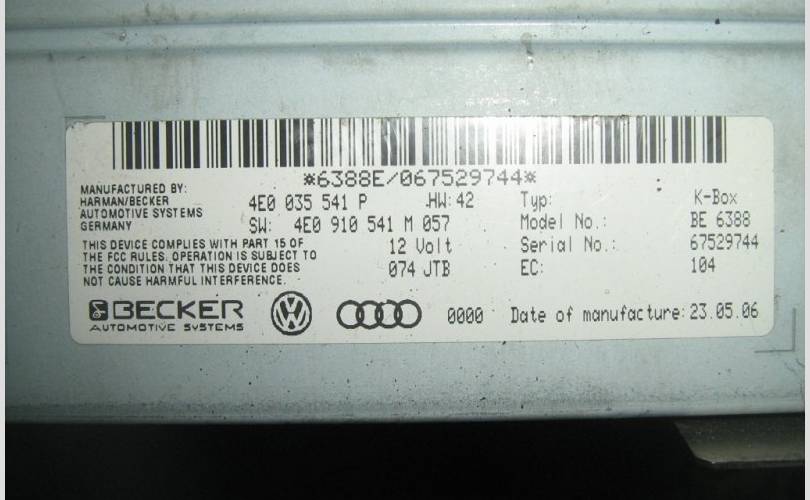 *6388E/067529744*
MANUFACTURED BY:
HARMAN/BECKER
AUTOMOTIVE SYSTEMS
GERMANY
THIS DEVICE COMPLIES WITH PART 15 OF
THE FCC RULES. OPERATION IS SUBJECT TO
THE CONDITION THAT THIS DEVICE DOES
NOT CAUSE HARMFUL INTERFERENCE.
4E0 035 541 P HW: 42
SW: 4E0 910 541 M 057
12 Volt
074 JTB
Typ: K-Box
Model No.: BE 6388
Serial No.: 67529744
EC: 104
BECKER
AUTOMOTIVE SYSTEMS
VW
0000 Date of manufacture: 23.05.06